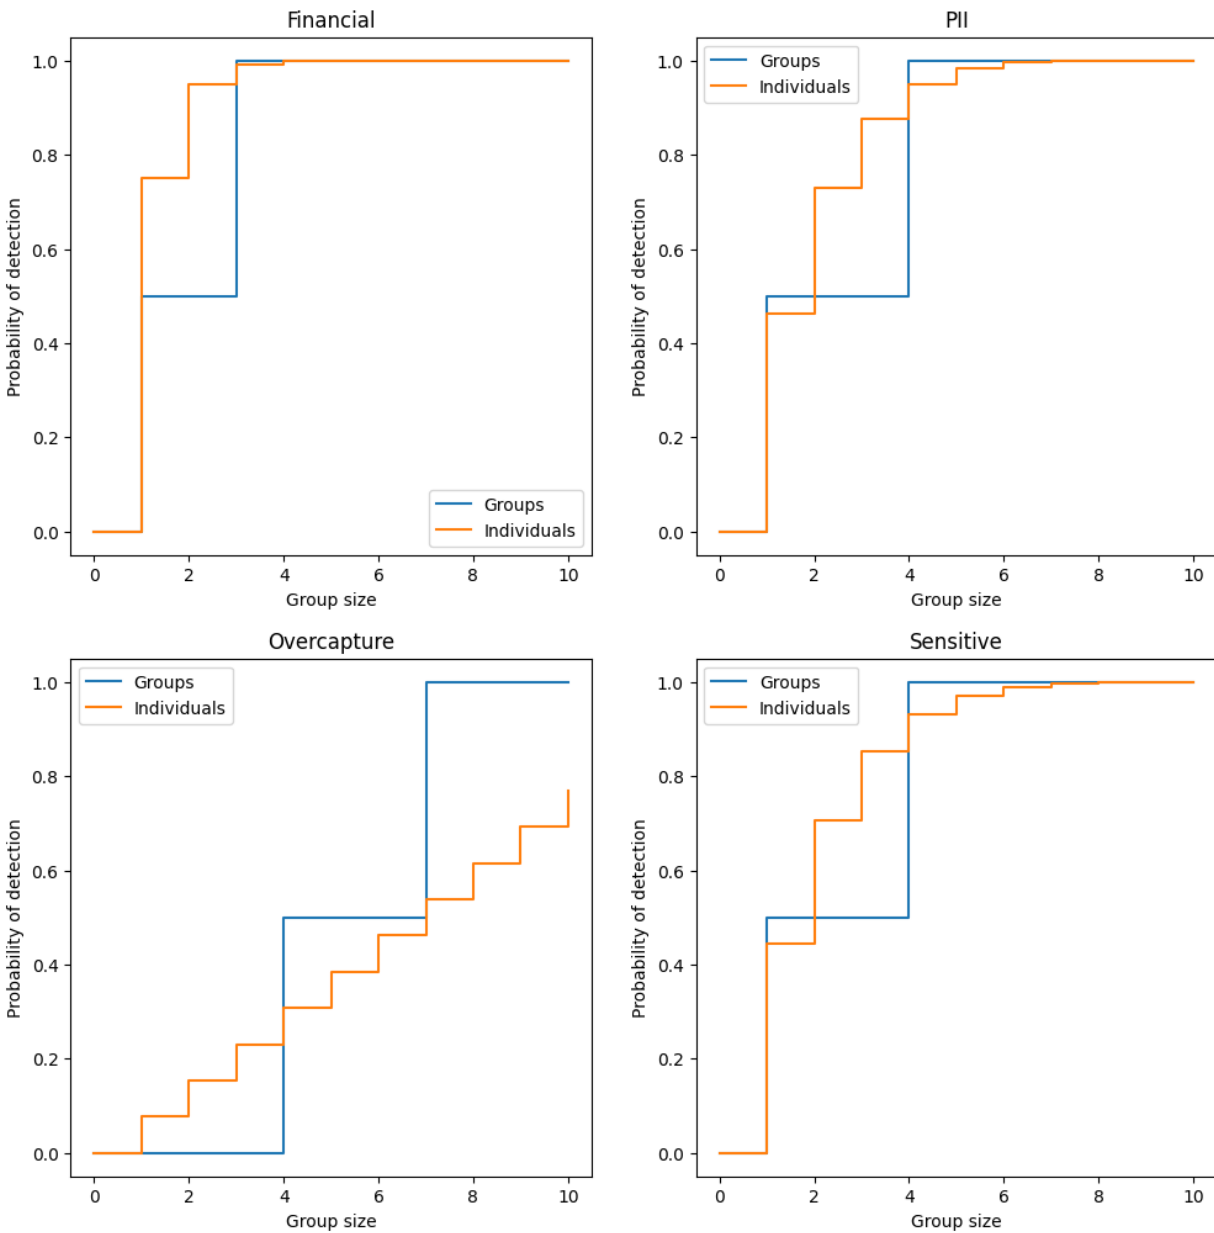 Financial
1.0
0.8
0.6
0.4
0.2
0.0
Probability of detection
Groups
Individuals
0 2 4 6 8 10
Group size
PII
1.0
0.8
0.6
0.4
0.2
0.0
Probability of detection
Groups
Individuals
0 2 4 6 8 10
Group size
Overcapture
1.0
0.8
0.6
0.4
0.2
0.0
Probability of detection
Groups
Individuals
0 2 4 6 8 10
Group size
Sensitive
1.0
0.8
0.6
0.4
0.2
0.0
Probability of detection
Groups
Individuals
0 2 4 6 8 10
Group size